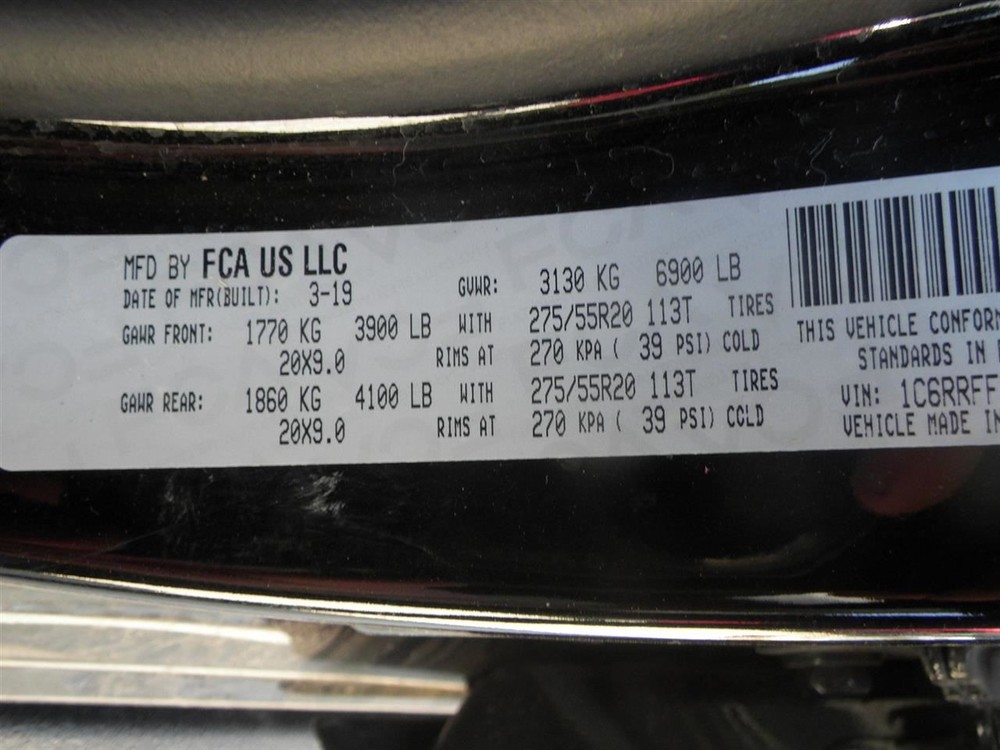 MFD BY FCA US LLC
DATE OF MFR(BUILT): 3-19 GVWR: 3130 KG 6900 LB
GAWR FRONT: 1770 KG 3900 LB WITH 275/55R20 113T TIRES
20X9.0 RIMS AT 270 KPA ( 39 PSI) COLD
GAWR REAR: 1860 KG 4100 LB WITH 275/55R20 113T TIRES
20X9.0 RIMS AT 270 KPA ( 39 PSI) COLD
THIS VEHICLE CONFOR
STANDARDS IN
VIN: 1C6RRFF
VEHICLE MADE IN